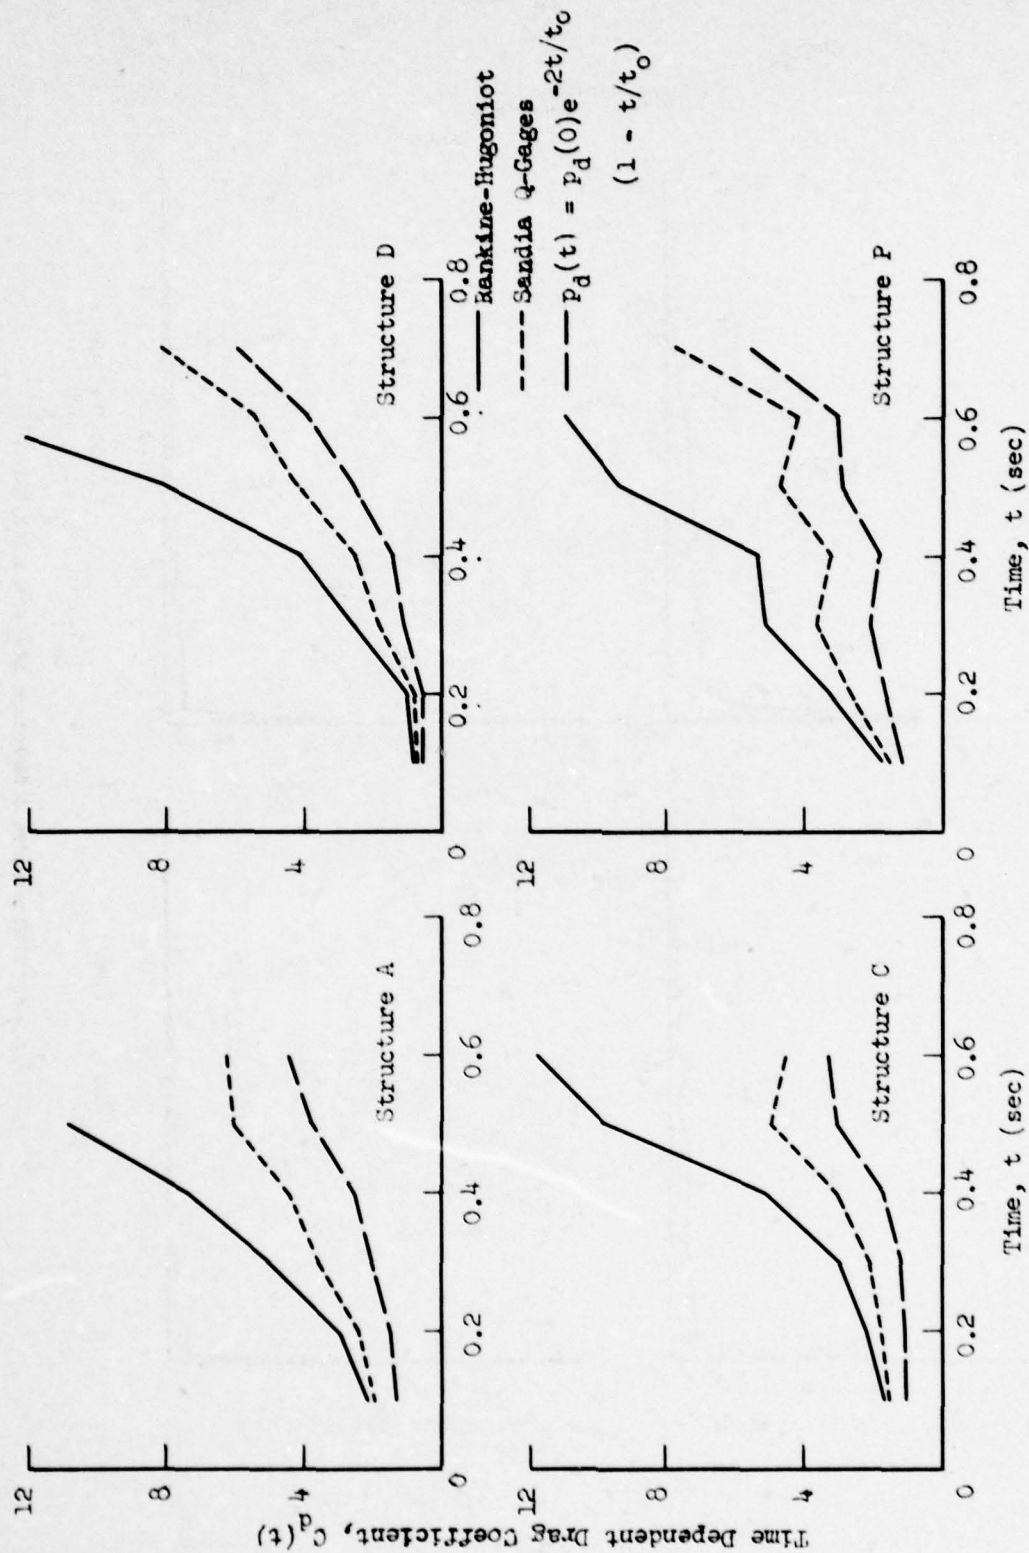 Time Dependent Drag Coefficient, C_d(t)
12
8
4
0
0.2
0.4
0.6
0.8
Structure A
12
8
4
0
0.2
0.4
0.6
0.8
Structure D
Rankine-Hugoniot
Sandia Q-Gages
p_d(t) = p_d(0)e^-2t/t_o
(1 - t/t_o)
12
8
4
0
0.2
0.4
0.6
0.8
Structure C
Time, t (sec)
12
8
4
0
0.2
0.4
0.6
0.8
Structure P
Time, t (sec)